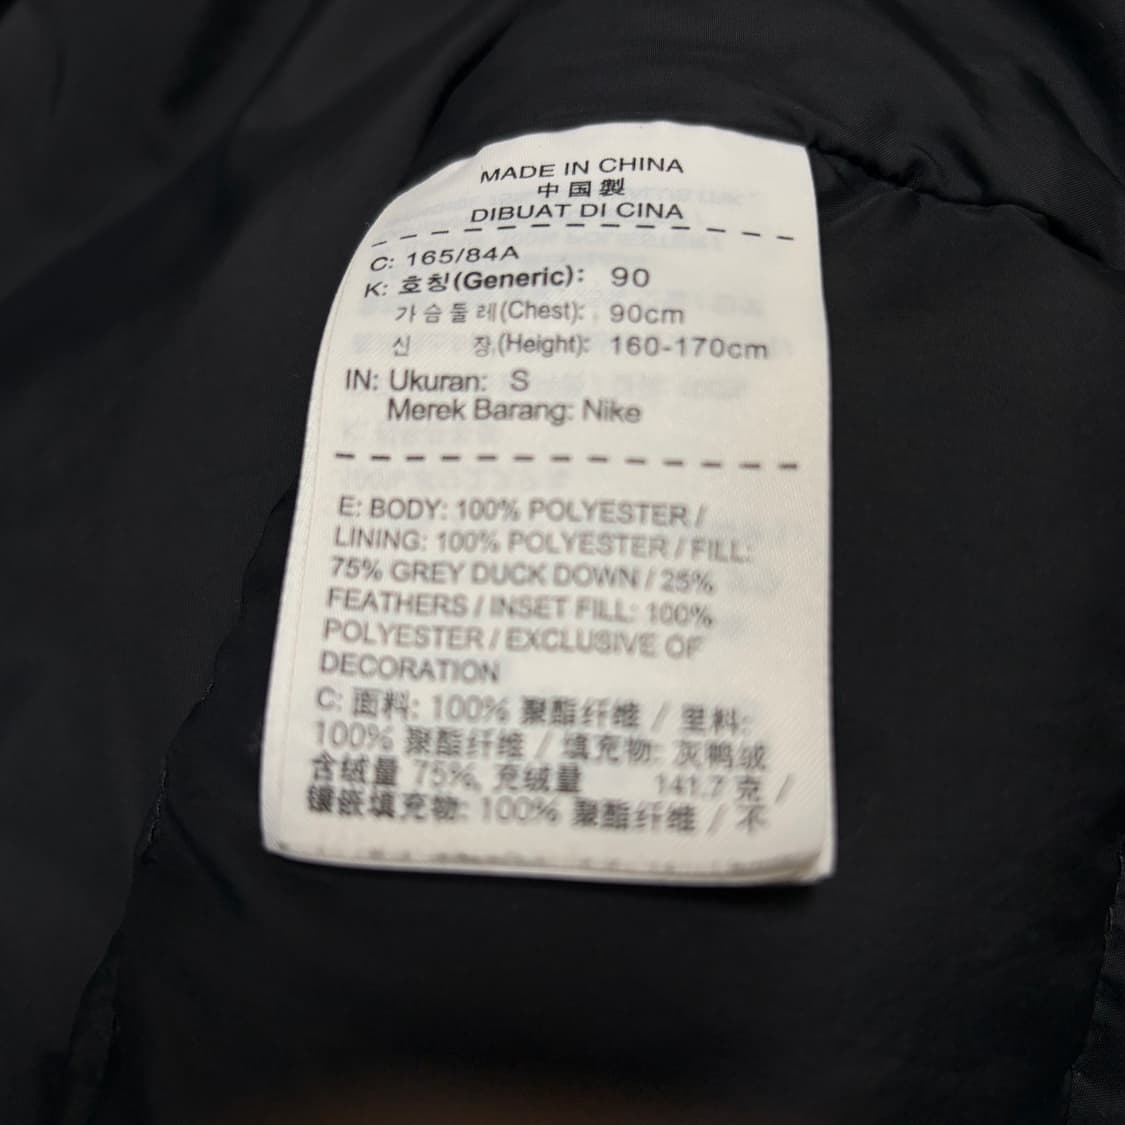 MADE IN CHINA
中国製
DIBUAT DI CINA
C: 165/84A
K: 호칭(Generic): 90
가슴둘레(Chest): 90cm
신 장(Height): 160-170cm
IN: Ukuran: S
Merek Barang: Nike
E: BODY: 100% POLYESTER /
LINING: 100% POLYESTER / FILL:
75% GREY DUCK DOWN / 25%
FEATHERS / INSET FILL: 100%
POLYESTER / EXCLUSIVE OF
DECORATION
C: 面料: 100% 聚酯纤维 / 里料:
100% 聚酯纤维 / 填充物: 灰鸭绒
含绒量 75%, 充绒量 141.7 克 /
镶嵌填充物: 100% 聚酯纤维 / 不